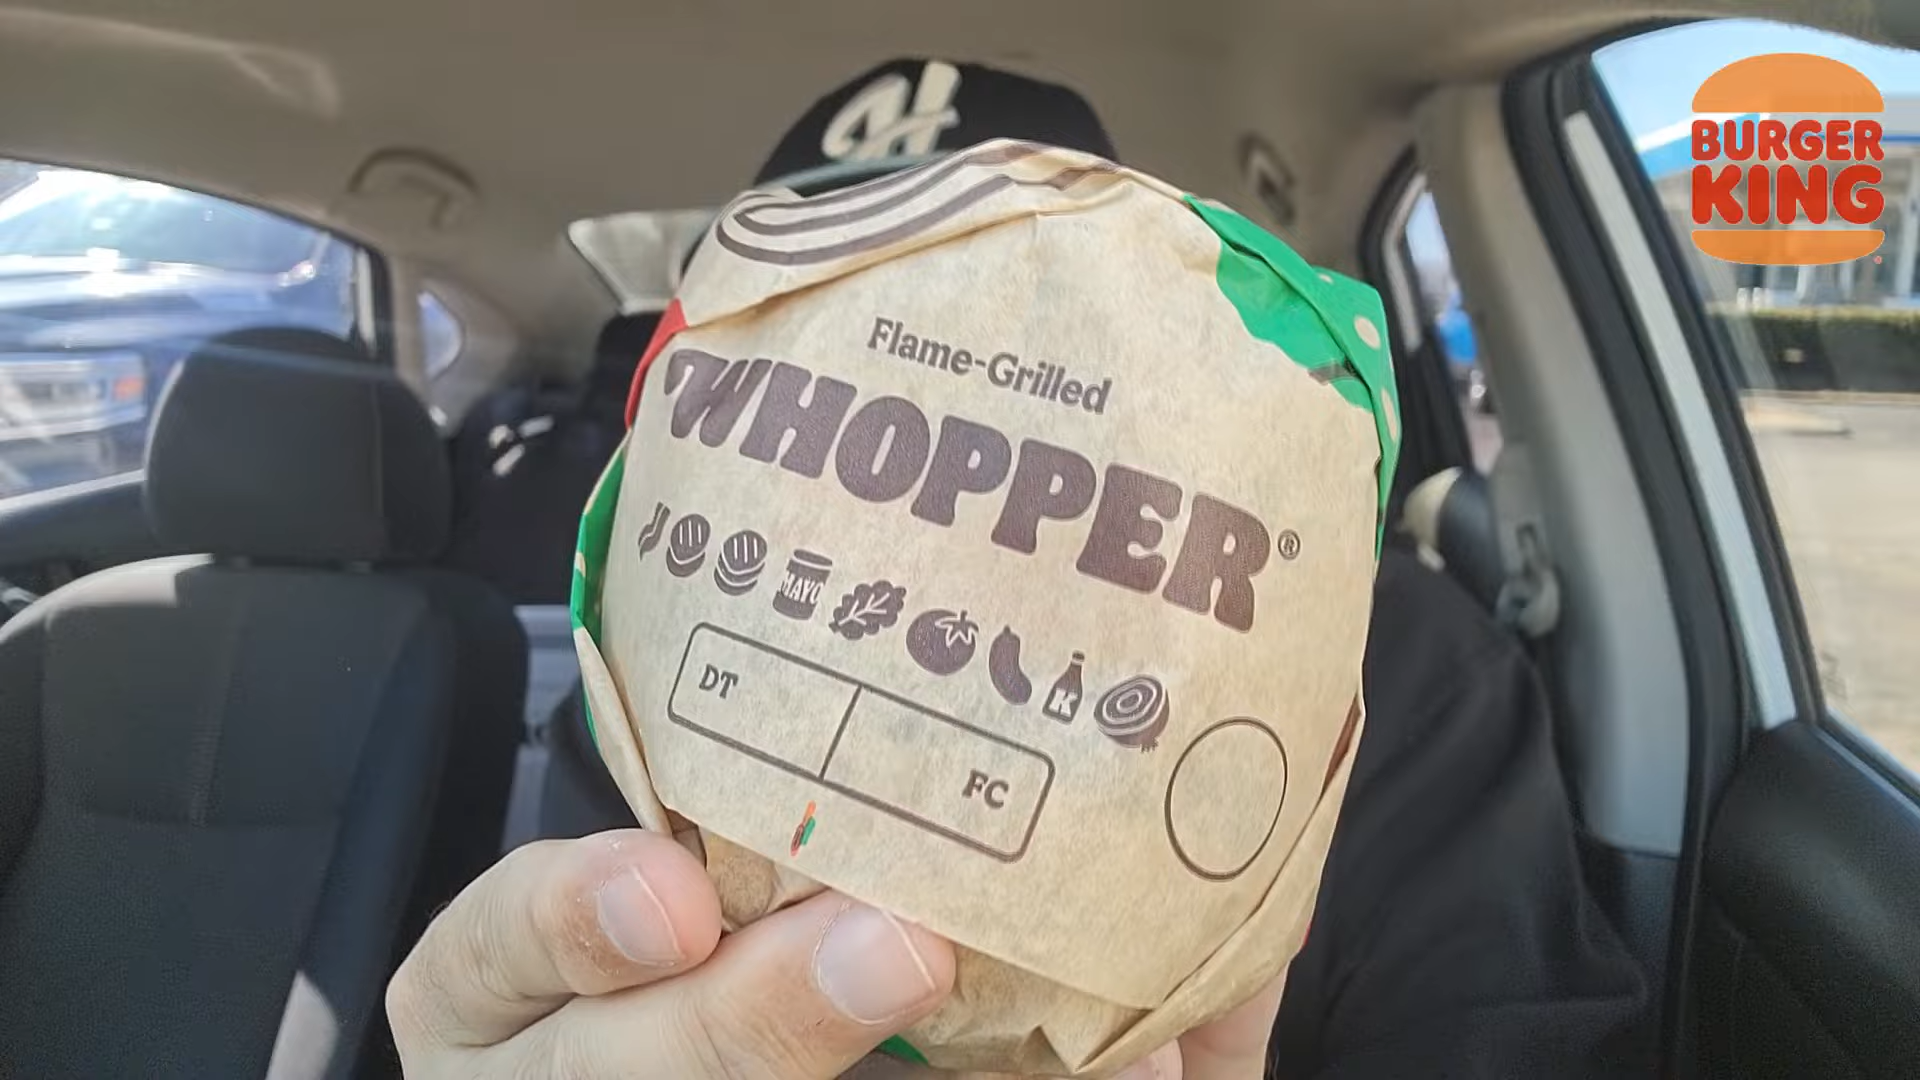 H
BURGER
KING
®
Flame-Grilled
WHOPPER®
MAYO
K
DT
FC